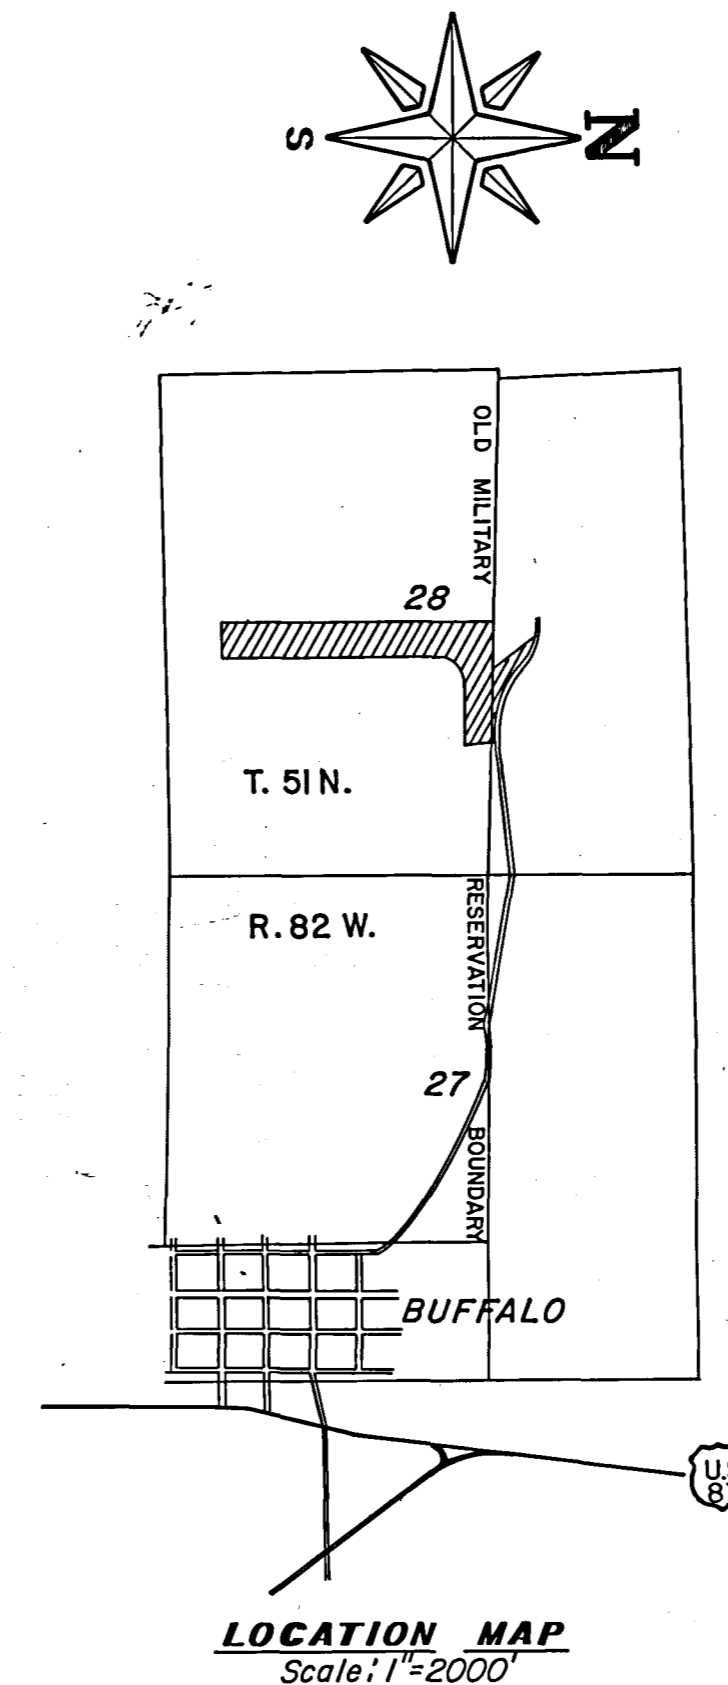 N
S
OLD MILITARY
28
T. 51 N.
R. 82 W.
RESERVATION
27
BOUNDARY
BUFFALO
LOCATION MAP
Scale: 1"=2000'